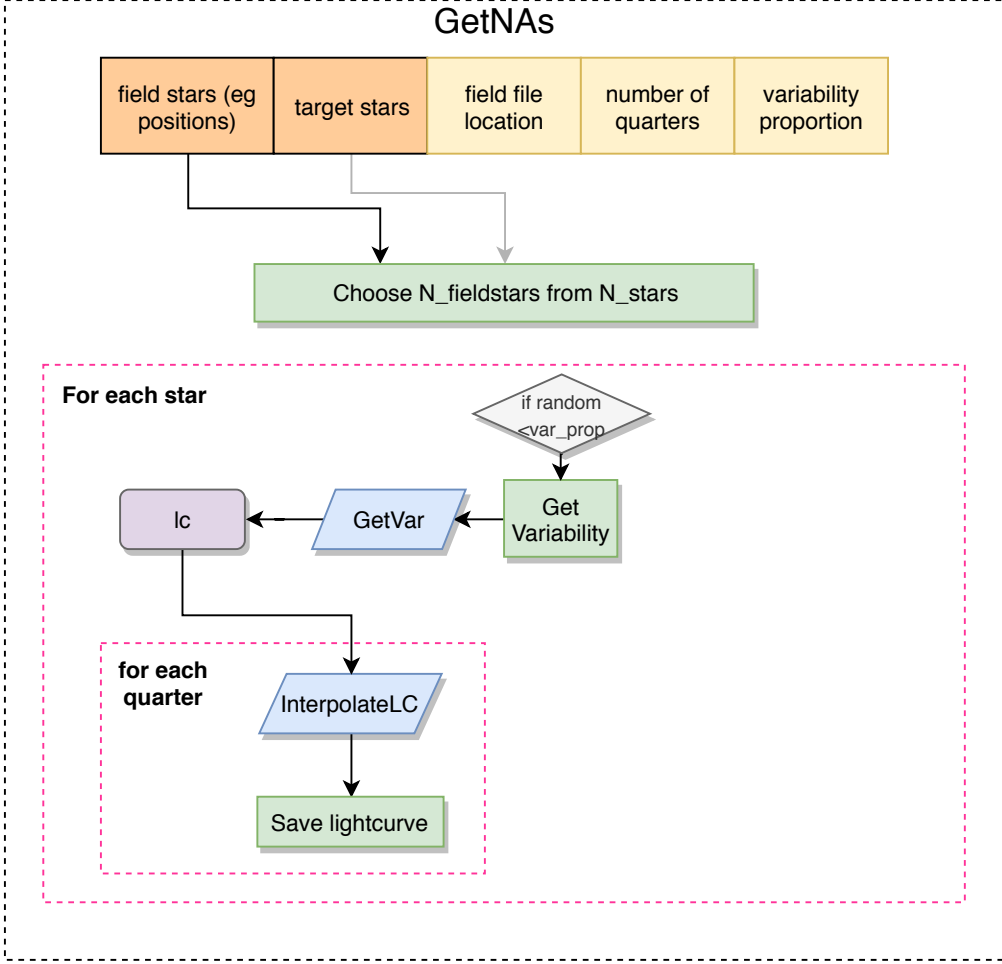 GetNAs
field stars (eg
positions)
target stars
field file
location
number of
quarters
variability
proportion
Choose N_fieldstars from N_stars
For each star
if random
<var_prop
Get
Variability
GetVar
lc
for each
quarter
InterpolateLC
Save lightcurve